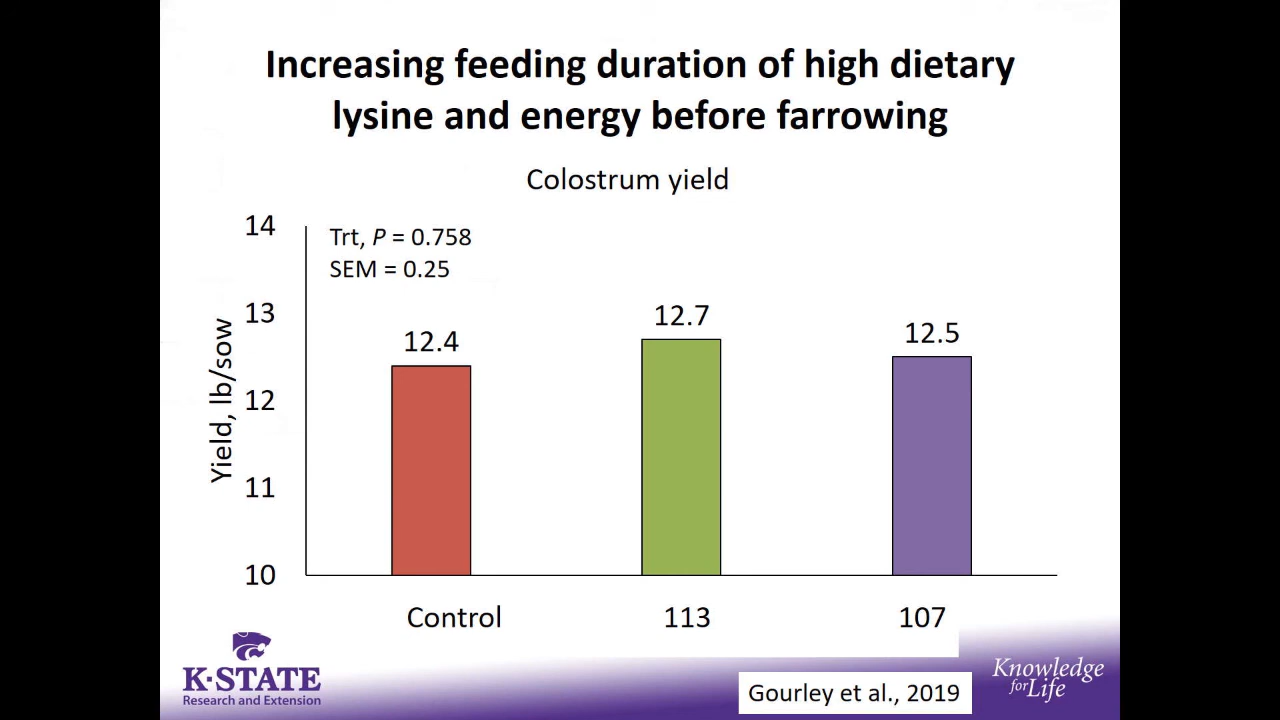 Increasing feeding duration of high dietary
lysine and energy before farrowing
Colostrum yield
Trt, P = 0.758
SEM = 0.25
Yield, lb/sow
14
13
12
11
10
12.4
12.7
12.5
Control
113
107
K-STATE
Research and Extension
Gourley et al., 2019
Knowledge
for Life